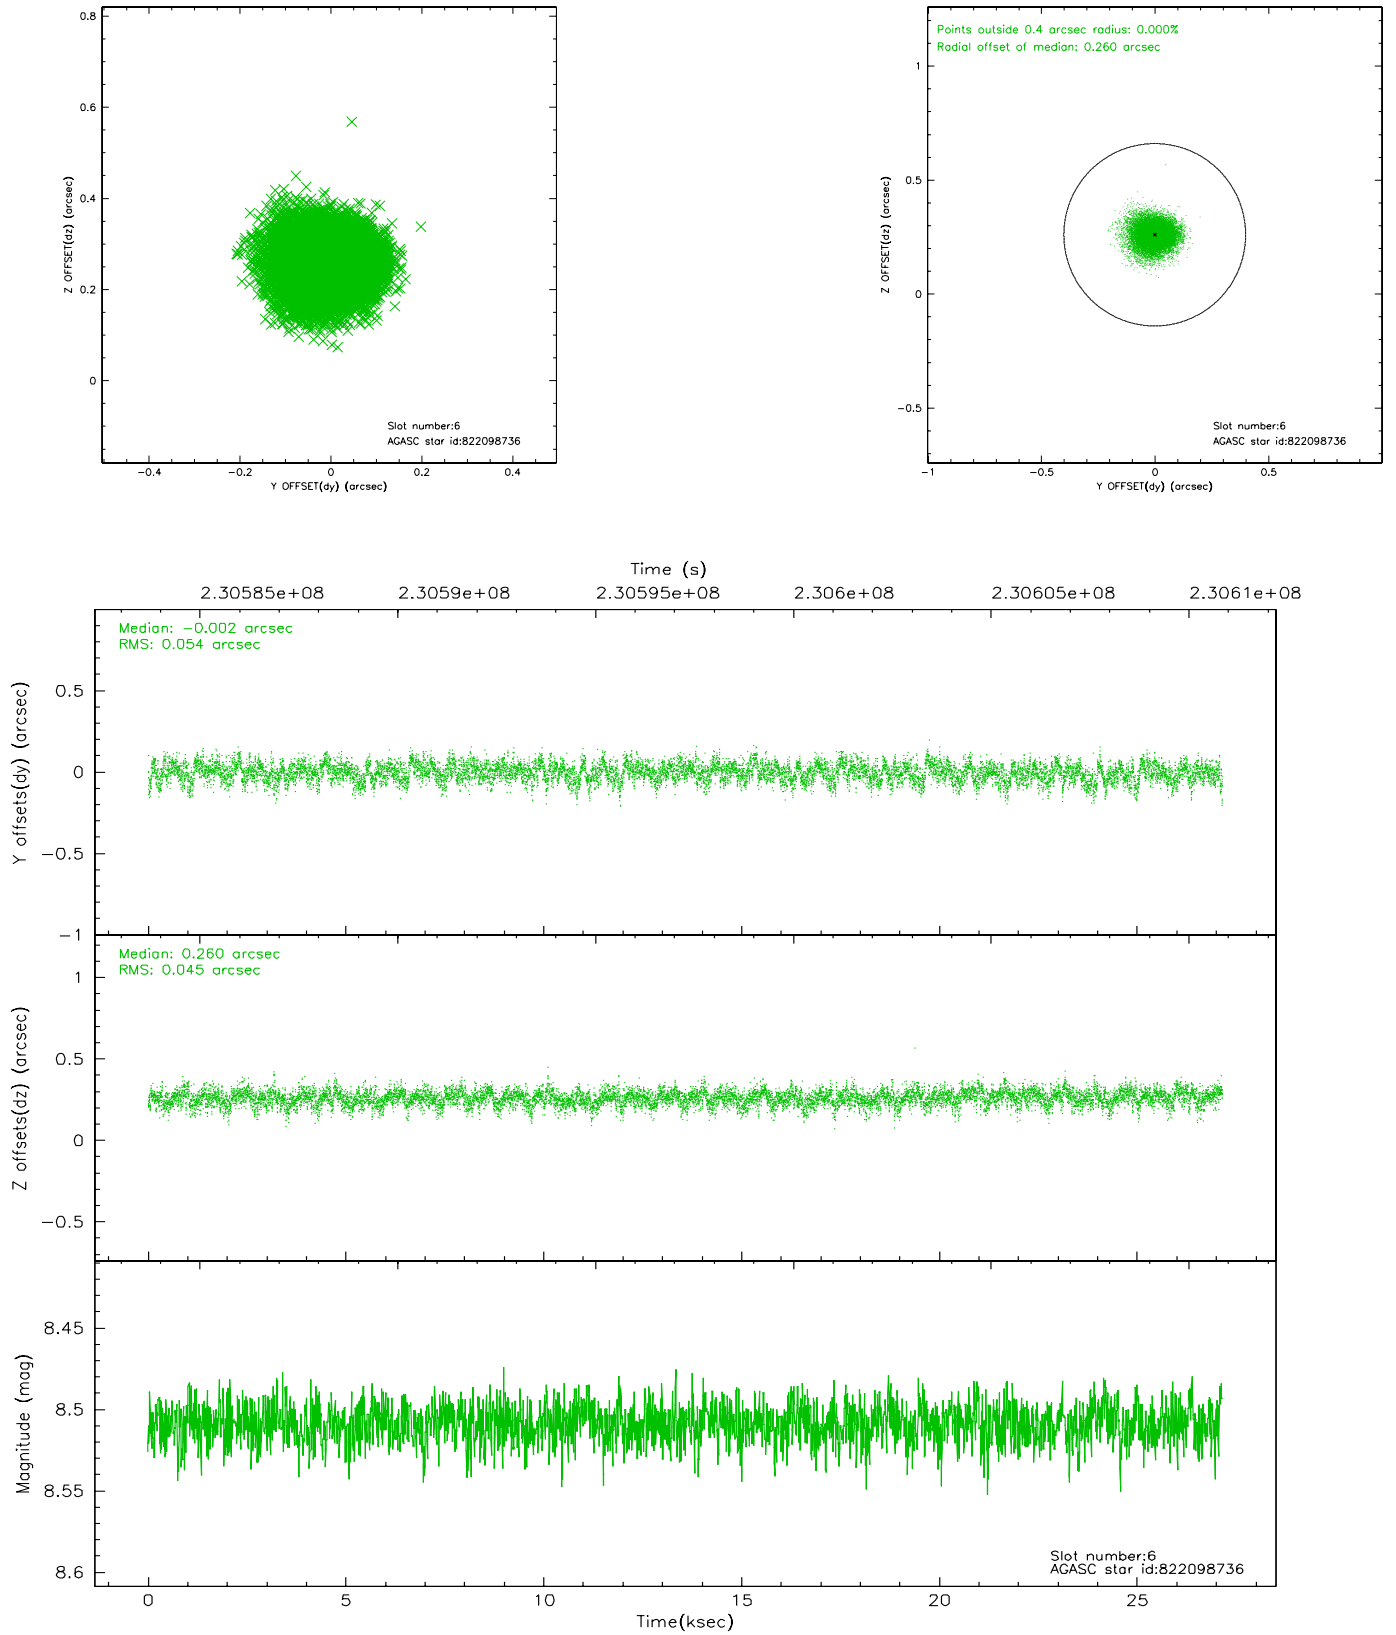 0.8
0.6
0.4
0.2
0
Z OFFSET(dz) (arcsec)
Slot number:6
AGASC star id:822098736
−0.4 −0.2 0 0.2 0.4
Y OFFSET(dy) (arcsec)
Points outside 0.4 arcsec radius: 0.000%
Radial offset of median: 0.260 arcsec
1
0.5
0
−0.5
Z OFFSET(dz) (arcsec)
Slot number:6
AGASC star id:822098736
−1 −0.5 0 0.5
Y OFFSET(dy) (arcsec)
Time (s)
2.30585e+08 2.3059e+08 2.30595e+08 2.306e+08 2.30605e+08 2.3061e+08
Median: −0.002 arcsec
RMS: 0.054 arcsec
0.5
0
−0.5
−1
Y offsets(dy) (arcsec)
Median: 0.260 arcsec
RMS: 0.045 arcsec
1
0.5
0
−0.5
Z offsets(dz) (arcsec)
8.45
8.5
8.55
8.6
Magnitude (mag)
Slot number:6
AGASC star id:822098736
0 5 10 15 20 25
Time(ksec)